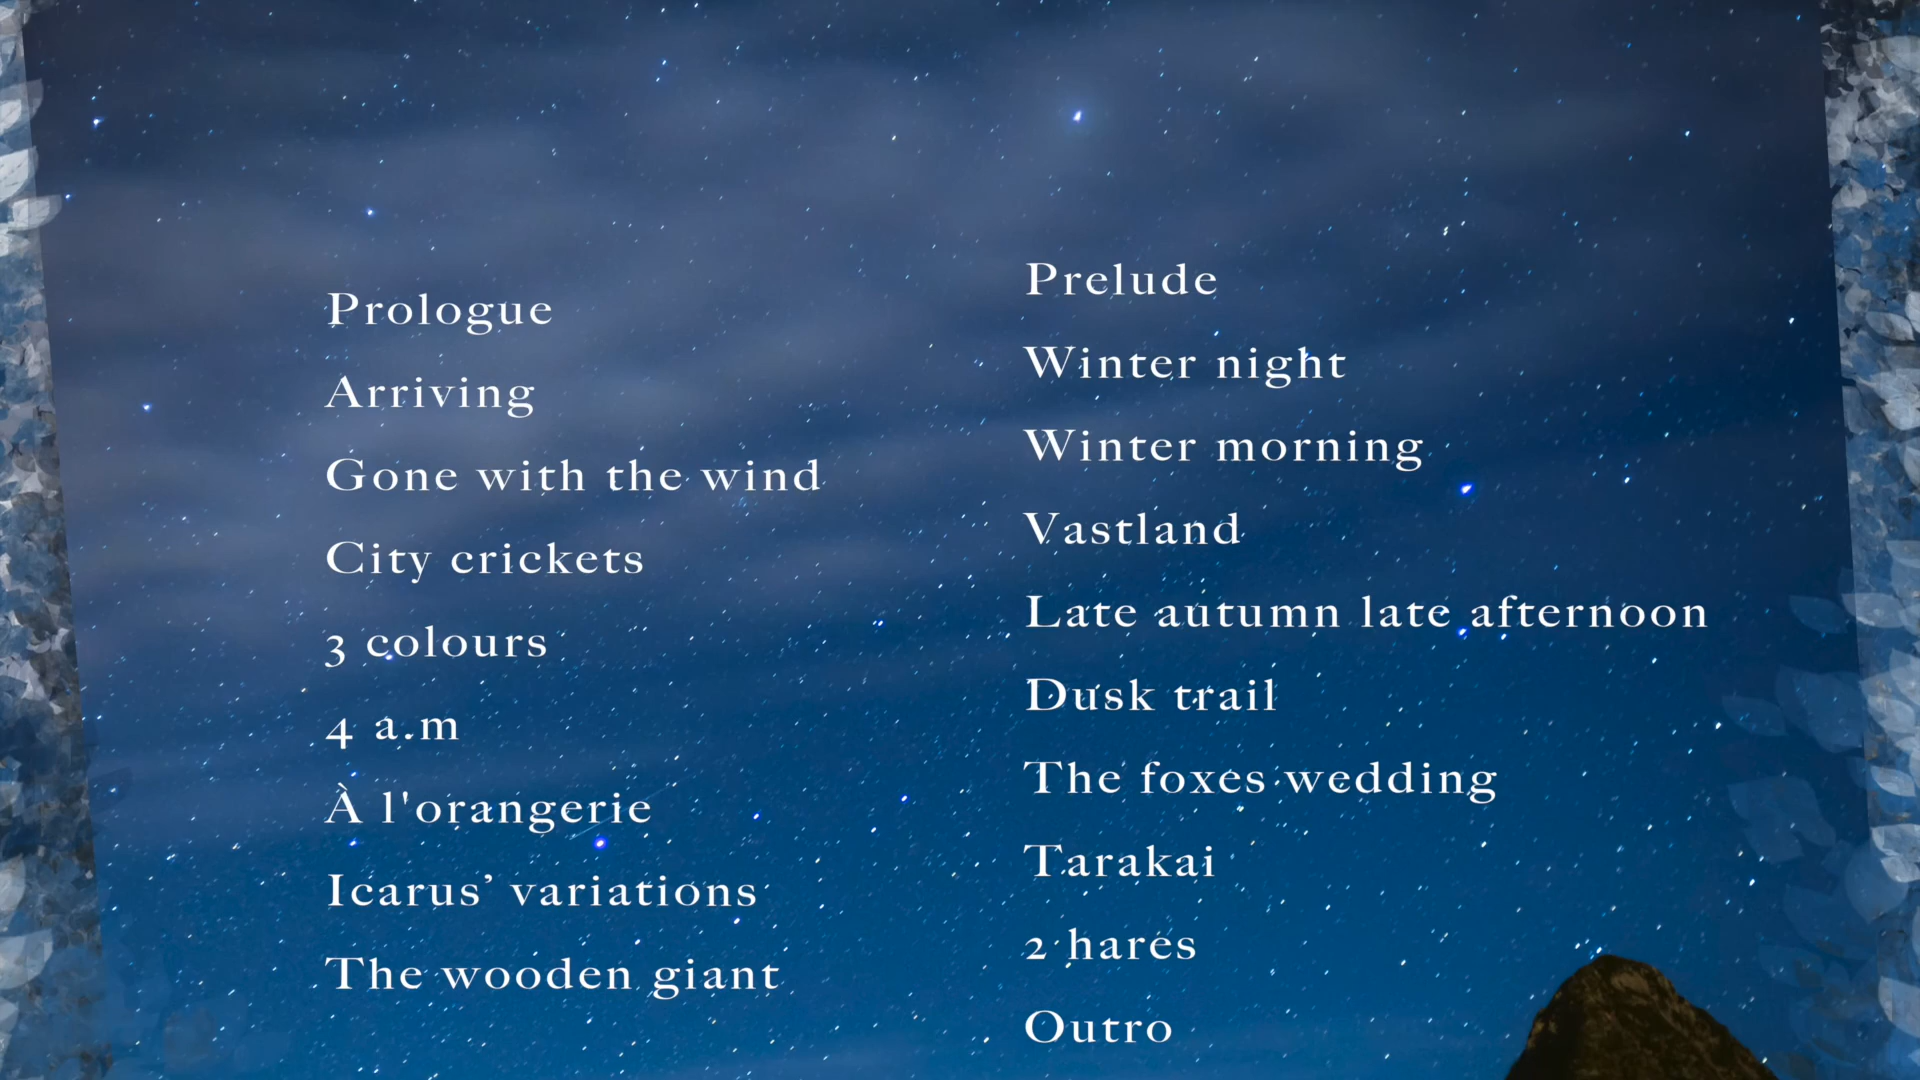 Prologue
Arriving
Gone with the wind
City crickets
3 colours
4 a.m
À l'orangerie
Icarus’ variations
The wooden giant
Prelude
Winter night
Winter morning
Vastland
Late autumn late afternoon
Dusk trail
The foxes wedding
Tarakai
2 hares
Outro